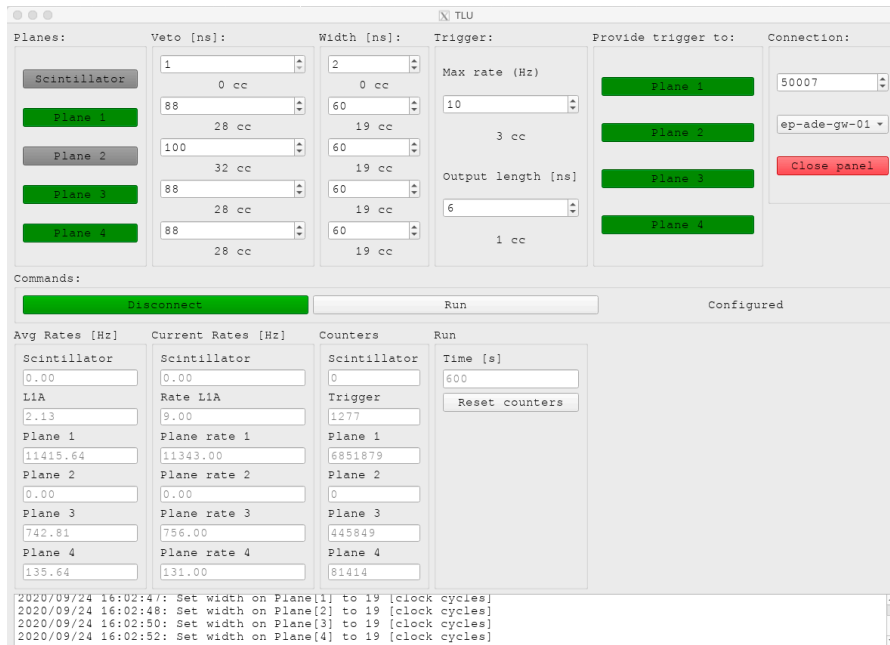 TLU
Planes: Veto [ns]: Width [ns]: Trigger: Provide trigger to: Connection:
Scintillator 1 2 Max rate (Hz) Plane 1 50007
0 cc 0 cc
Plane 1 88 60 10 Plane 2 ep-ade-gw-01
28 cc 19 cc 3 cc
Plane 2 100 60 Close panel
32 cc 19 cc Output length [ns] Plane 3
Plane 3 88 60 6
28 cc 19 cc Plane 4
Plane 4 88 60 1 cc
28 cc 19 cc
Commands:
Disconnect Run Configured
Avg Rates [Hz] Current Rates [Hz] Counters Run
Scintillator Scintillator Scintillator Time [s]
0.00 0.00 0 600
L1A Rate L1A Trigger Reset counters
2.13 9.00 1277
Plane 1 Plane rate 1 Plane 1
11415.64 11343.00 6851879
Plane 2 Plane rate 2 Plane 2
0.00 0.00 0
Plane 3 Plane rate 3 Plane 3
742.81 756.00 445849
Plane 4 Plane rate 4 Plane 4
135.64 131.00 81414
2020/09/24 16:02:47: Set width on Plane[1] to 19 [clock cycles]
2020/09/24 16:02:48: Set width on Plane[2] to 19 [clock cycles]
2020/09/24 16:02:50: Set width on Plane[3] to 19 [clock cycles]
2020/09/24 16:02:52: Set width on Plane[4] to 19 [clock cycles]